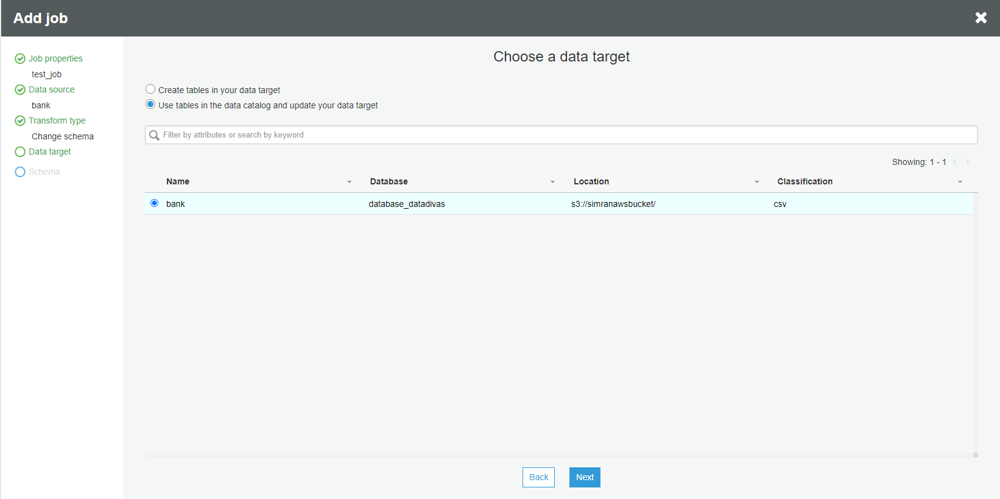 Add job
Job properties
test_job
Data source
bank
Transform type
Change schema
Data target
Schema
Choose a data target
Create tables in your data target
Use tables in the data catalog and update your data target
Filter by attributes or search by keyword
Showing: 1 - 1
Name Database Location Classification
bank database_datadivas s3://simranawsbucket/ csv
Back Next